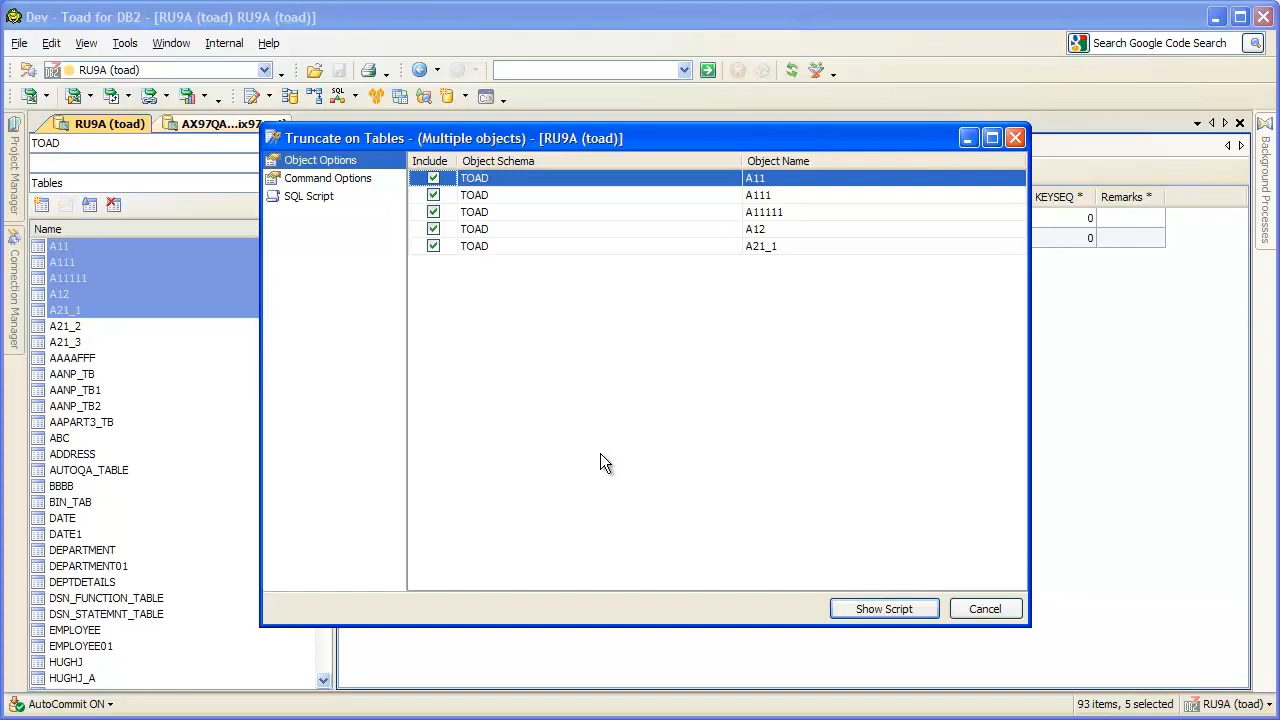 Dev - Toad for DB2 - [RU9A (toad) RU9A (toad)]
File Edit View Tools Window Internal Help
Search Google Code Search
RU9A (toad)
SQL
RU9A (toad)
AX97QA...ix97
TOAD
Tables
Name
A11
A111
A11111
A12
A21_1
A21_2
A21_3
AAAAFFF
AANP_TB
AANP_TB1
AANP_TB2
AAPART3_TB
ABC
ADDRESS
AUTOQA_TABLE
BBBB
BIN_TAB
DATE
DATE1
DEPARTMENT
DEPARTMENT01
DEPTDETAILS
DSN_FUNCTION_TABLE
DSN_STATEMNT_TABLE
EMPLOYEE
EMPLOYEE01
HUGHJ
HUGHJ_A
Project Manager
Connection Manager
Truncate on Tables - (Multiple objects) - [RU9A (toad)]
Object Options
Command Options
SQL Script
Include Object Schema Object Name
TOAD A11
TOAD A111
TOAD A11111
TOAD A12
TOAD A21_1
Show Script Cancel
KEYSEQ * Remarks *
0
0
Background Processes
AutoCommit ON
93 items, 5 selected
RU9A (toad)